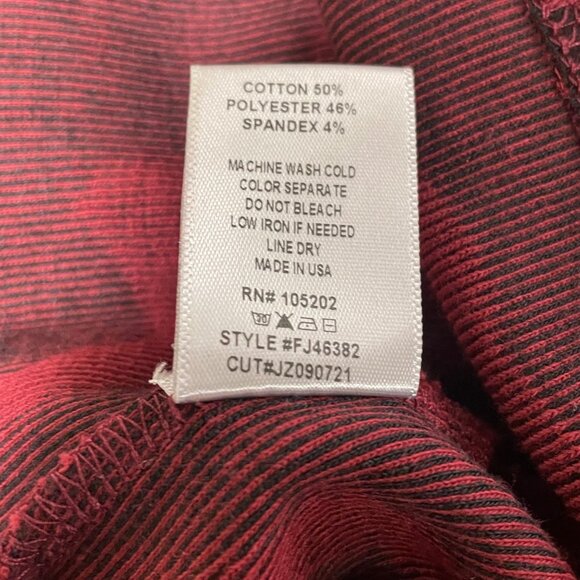 COTTON 50%
POLYESTER 46%
SPANDEX 4%
MACHINE WASH COLD
COLOR SEPARATE
DO NOT BLEACH
LOW IRON IF NEEDED
LINE DRY
MADE IN USA
RN# 105202
STYLE #FJ46382
CUT#JZ090721